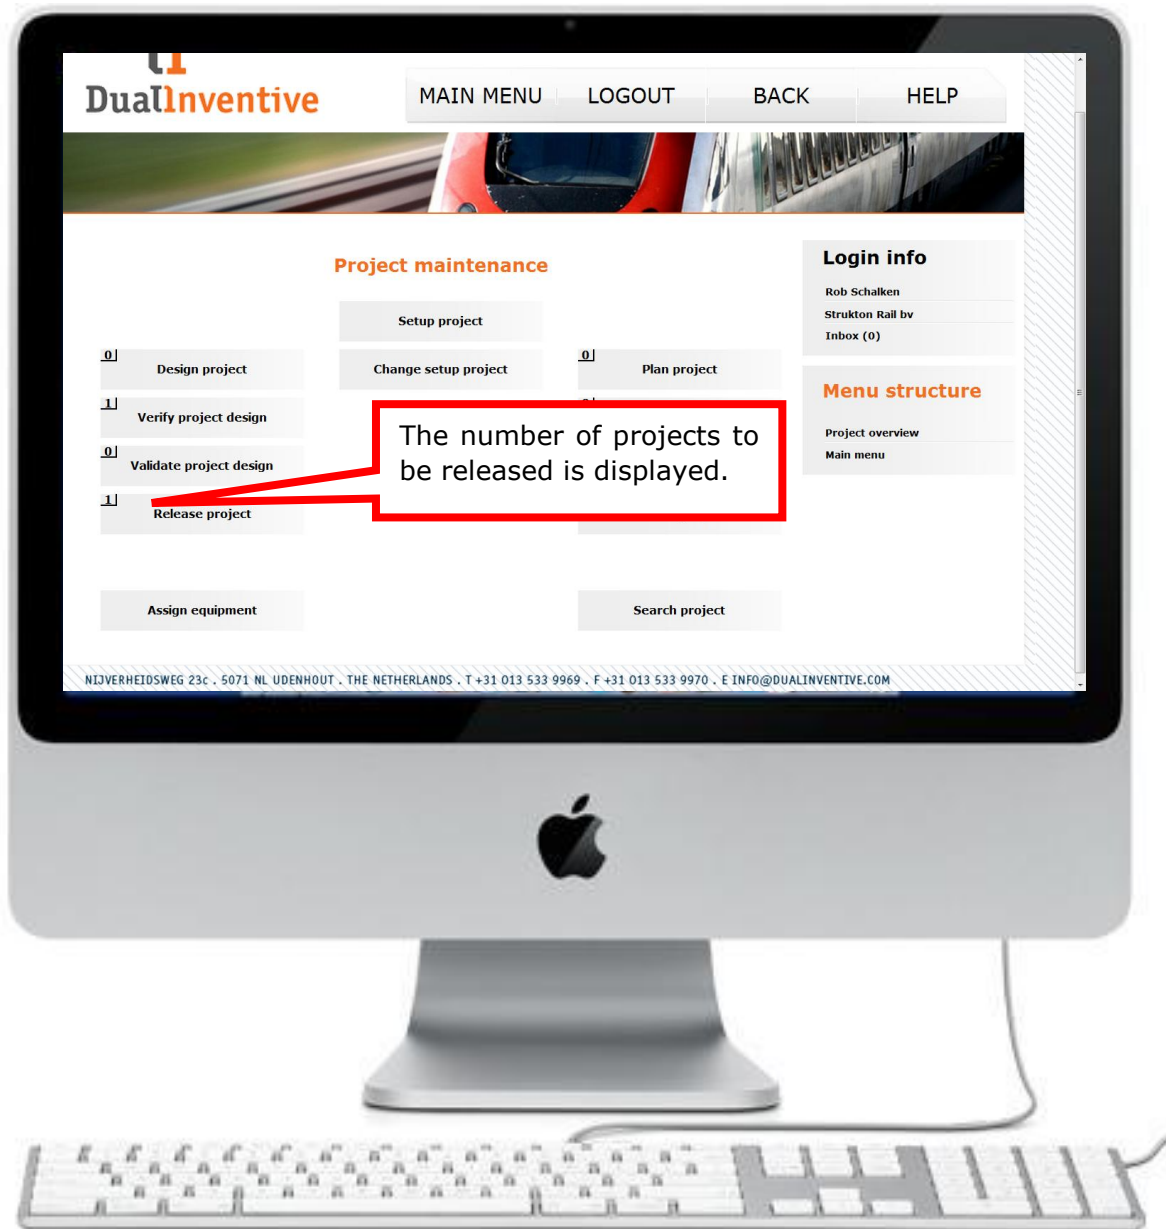 DualInventive
MAIN MENU LOGOUT BACK HELP
Project maintenance
Setup project
0 Design project
Change setup project
0 Plan project
1 Verify project design
0 Validate project design
1 Release project
The number of projects to
be released is displayed.
Assign equipment
Search project
Login info
Rob Schalken
Strukton Rail bv
Inbox (0)
Menu structure
Project overview
Main menu
NIJVERHEIDSWEG 23c . 5071 NL UDENHOUT . THE NETHERLANDS . T +31 013 533 9969 . F +31 013 533 9970 . E INFO@DUALINVENTIVE.COM